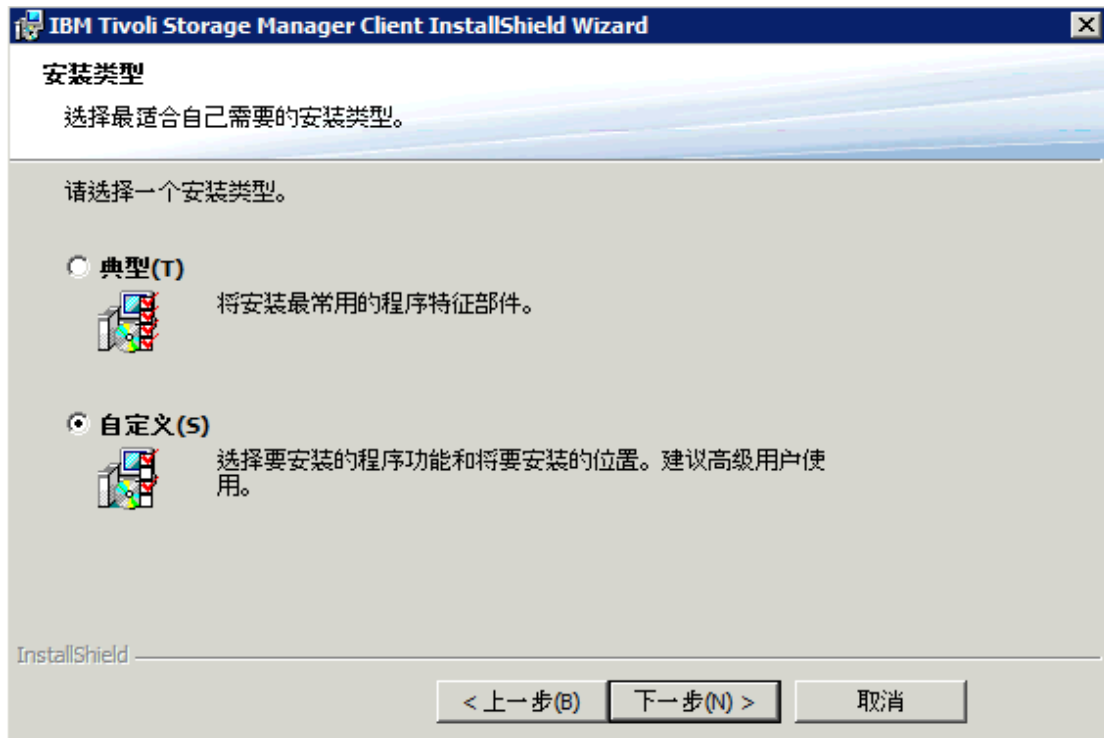 IBM Tivoli Storage Manager Client InstallShield Wizard
安装类型
选择最适合自己需要的安装类型。
请选择一个安装类型。
典型(T)
将安装最常用的程序特征部件。
自定义(S)
选择要安装的程序功能和将要安装的位置。建议高级用户使
用。
InstallShield
< 上一步(B) 下一步(N) > 取消